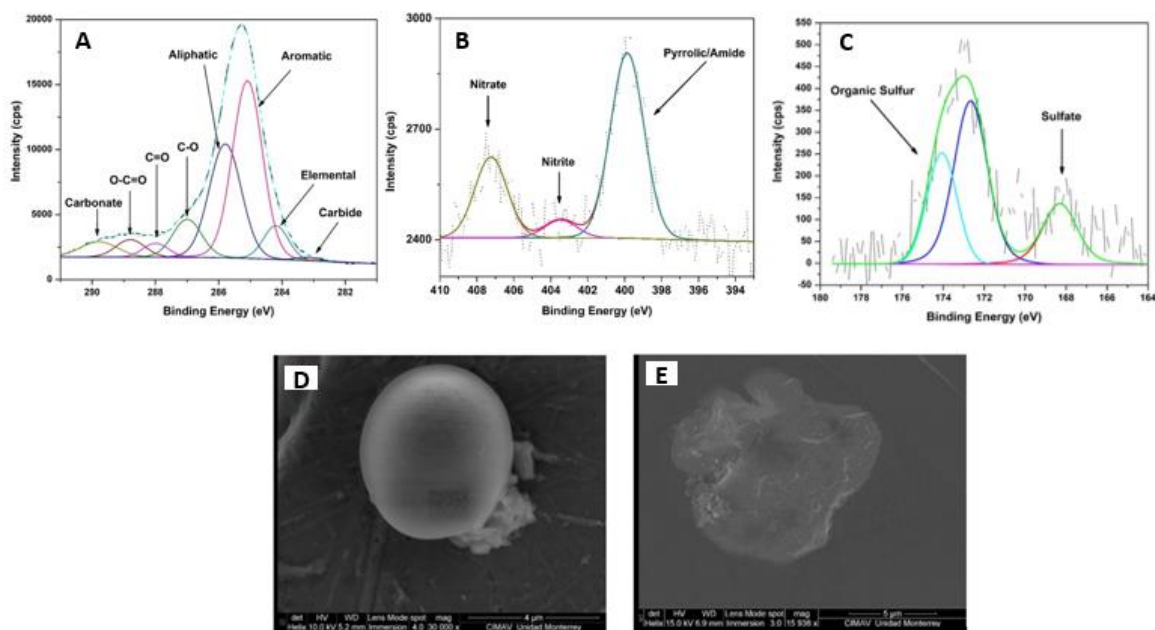 A
20000
15000
10000
5000
0
Intensity (cps)
Aliphatic
Aromatic
C-O
C=O
O-C=O
Carbonate
Elemental
Carbide
290
288
286
284
282
Binding Energy (eV)
B
3000
2700
2400
Intensity (cps)
Nitrate
Nitrite
Pyrrolic/Amide
410
408
406
404
402
400
398
396
394
Binding Energy (eV)
C
550
500
450
400
350
300
250
200
150
100
50
0
-50
Intensity (cps)
Organic Sulfur
Sulfate
180
178
176
174
172
170
168
166
164
Binding Energy (eV)
D
det HV WD Lens Mode spot mag
Helix 10.0 kV 5.2 mm Immersion 4.0 30 000 x
4 µm
CIMAV Unidad Monterrey
E
det HV WD Lens Mode spot mag
Helix 15.0 kV 6.9 mm Immersion 3.0 15 938 x
5 µm
CIMAV Unidad Monterrey